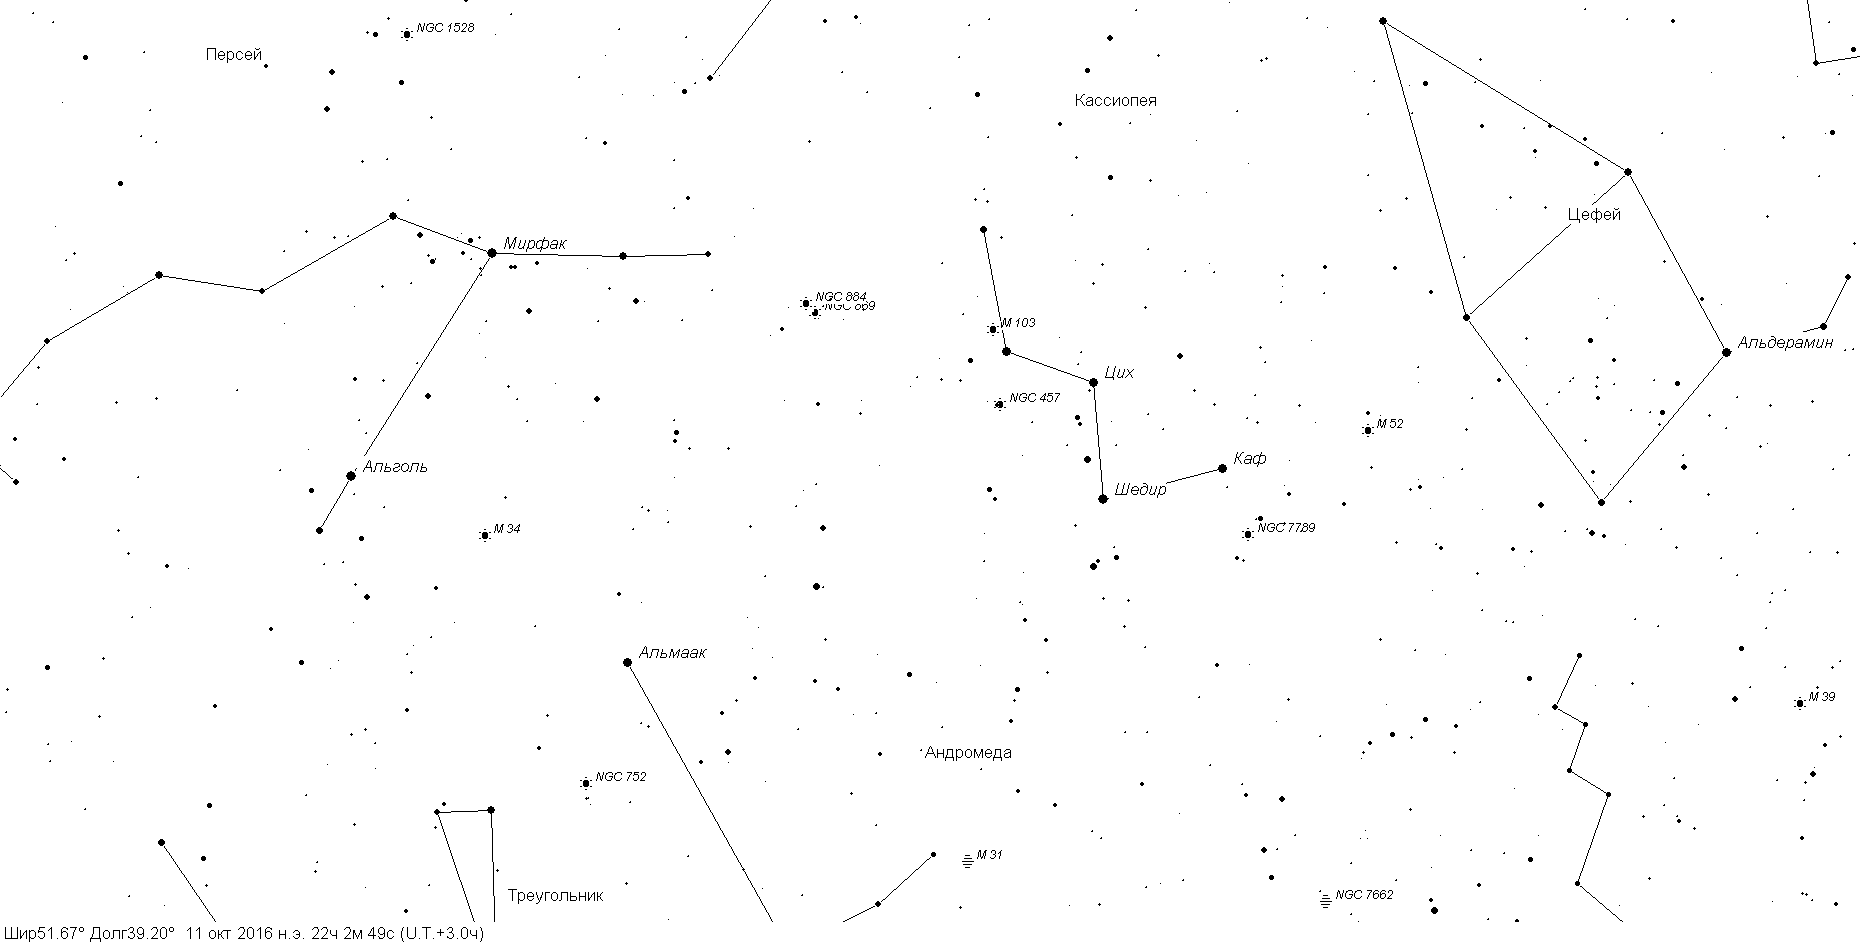 NGC 1528
Персей
Кассиопея
Цефей
Мирфак
NGC 884
NGC 869
M 103
Альдерамин
Цих
NGC 457
M 52
Каф
Альголь
Шедир
M 34
NGC 7789
Альмаак
M 39
Андромеда
NGC 752
M 31
Треугольник
NGC 7662
Шир51.67° Долг39.20° 11 окт 2016 н.э. 22ч 2м 49с (U.T.+3.0ч)